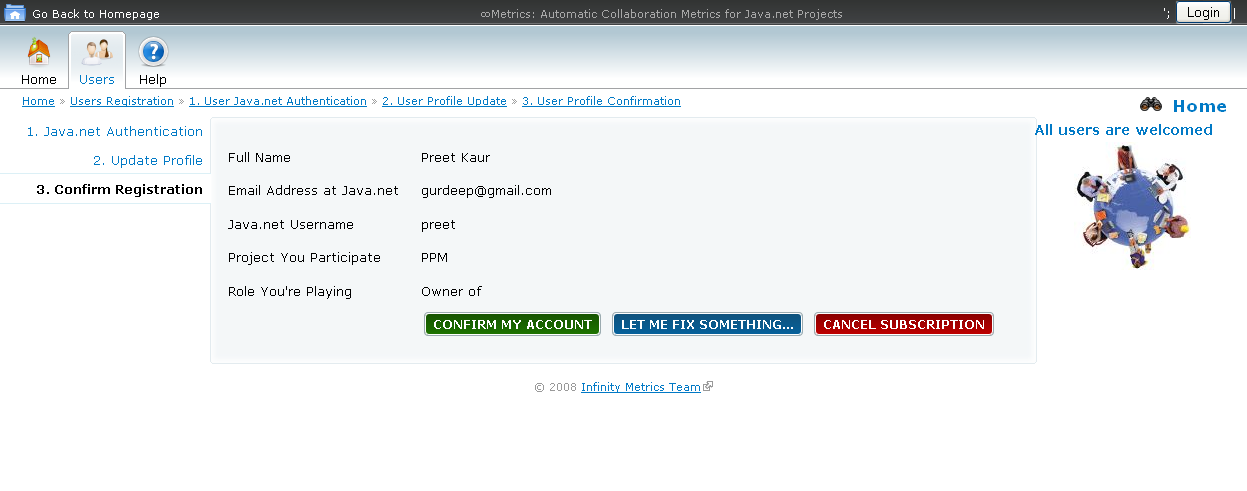 Go Back to Homepage
∞Metrics: Automatic Collaboration Metrics for Java.net Projects
'; Login |
Home
Users
Help
Home » Users Registration » 1. User Java.net Authentication » 2. User Profile Update » 3. User Profile Confirmation
Home
All users are welcomed
1. Java.net Authentication
2. Update Profile
3. Confirm Registration
Full Name Preet Kaur
Email Address at Java.net gurdeep@gmail.com
Java.net Username preet
Project You Participate PPM
Role You're Playing Owner of
CONFIRM MY ACCOUNT LET ME FIX SOMETHING... CANCEL SUBSCRIPTION
© 2008 Infinity Metrics Team